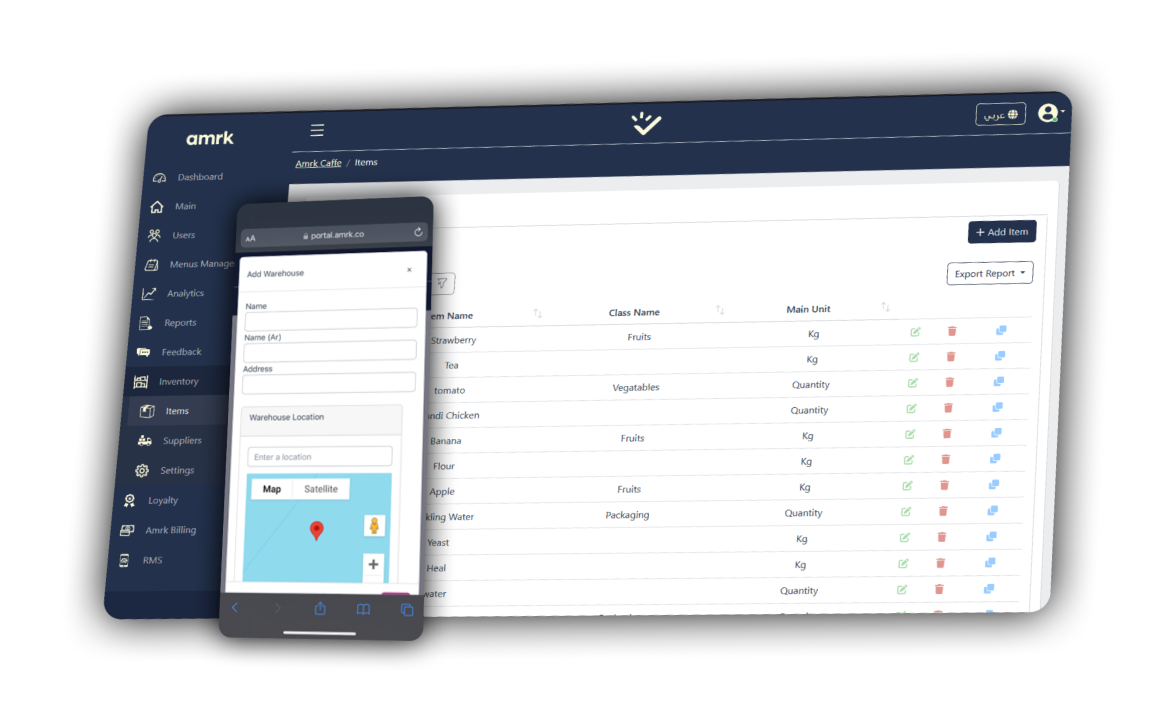 amrk
عربي
Amrk Caffe / Items
Dashboard
Main
Users
Menus Manage
Analytics
Reports
Feedback
Inventory
Items
Suppliers
Settings
Loyalty
Amrk Billing
RMS
AA portal.amrk.co
Add Warehouse ×
Name
Name (Ar)
Address
Warehouse Location
Enter a location
Map Satellite
+
+ Add Item
Export Report
em Name Class Name Main Unit
Strawberry Fruits Kg
Tea Kg
tomato Vegatables Quantity
ndi Chicken Quantity
Banana Fruits Kg
Flour Kg
Apple Fruits Kg
kling Water Packaging Quantity
Yeast Kg
Heal Kg
water Quantity